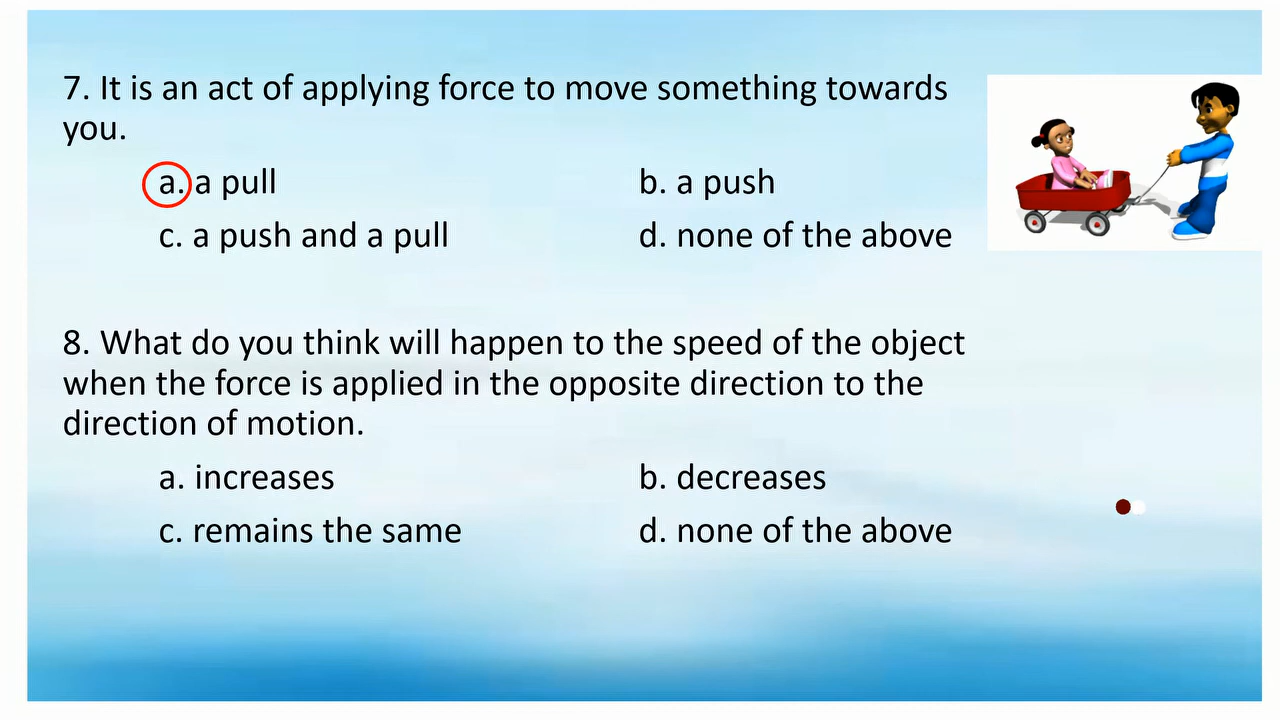 7. It is an act of applying force to move something towards
you.
a. a pull
b. a push
c. a push and a pull
d. none of the above
8. What do you think will happen to the speed of the object
when the force is applied in the opposite direction to the
direction of motion.
a. increases
b. decreases
c. remains the same
d. none of the above